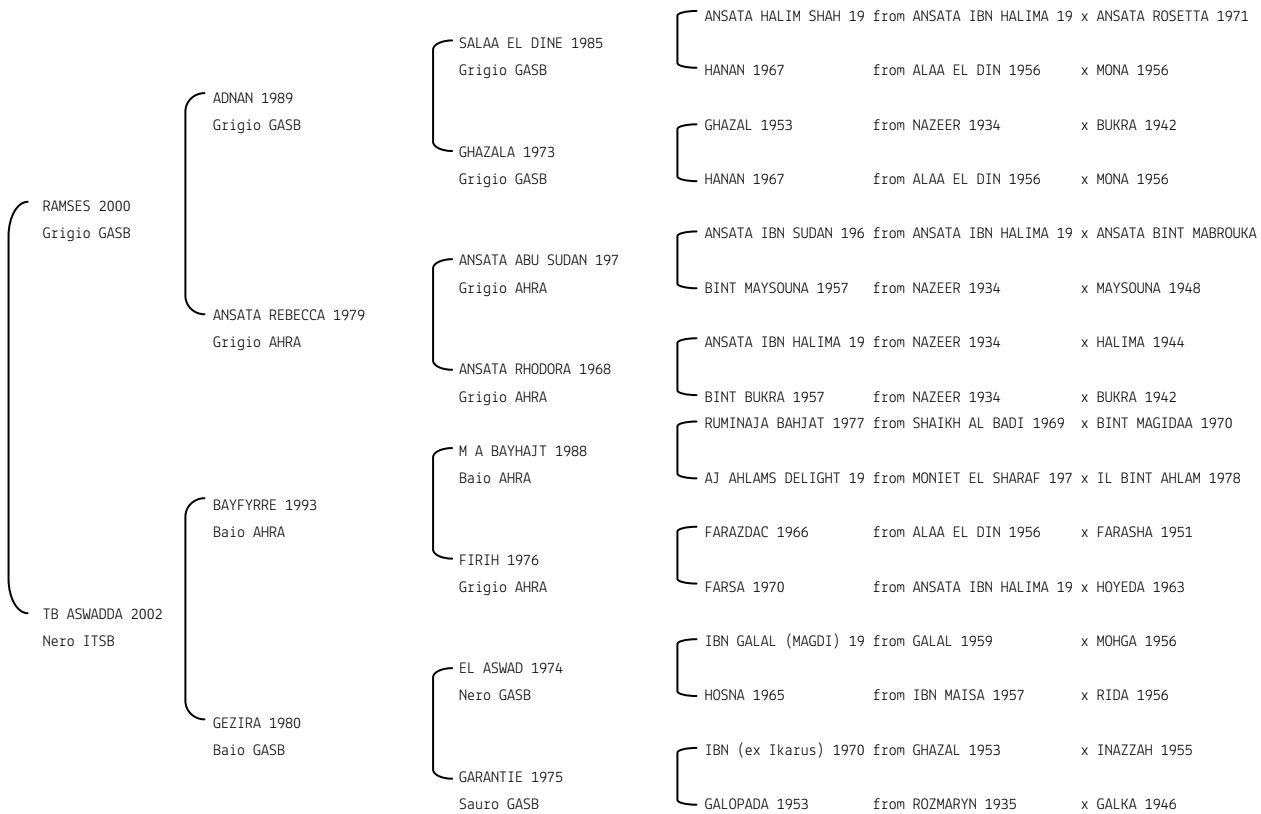 ANSATA HALIM SHAH 19 from ANSATA IBN HALIMA 19 x ANSATA ROSETTA 1971
SALAA EL DINE 1985
Grigio GASB
HANAN 1967 from ALAA EL DIN 1956 x MONA 1956
ADNAN 1989
Grigio GASB
GHAZAL 1953 from NAZEER 1934 x BUKRA 1942
GHAZALA 1973
Grigio GASB
HANAN 1967 from ALAA EL DIN 1956 x MONA 1956
RAMSES 2000
Grigio GASB
ANSATA IBN SUDAN 196 from ANSATA IBN HALIMA 19 x ANSATA BINT MABROUKA
ANSATA ABU SUDAN 197
Grigio AHRA
BINT MAYSOUNA 1957 from NAZEER 1934 x MAYSOUNA 1948
ANSATA REBECCA 1979
Grigio AHRA
ANSATA IBN HALIMA 19 from NAZEER 1934 x HALIMA 1944
ANSATA RHODORA 1968
Grigio AHRA
BINT BUKRA 1957 from NAZEER 1934 x BUKRA 1942
RUMINAJA BAHJAT 1977 from SHAIKH AL BADI 1969 x BINT MAGIDAA 1970
M A BAYHAJT 1988
Baio AHRA
AJ AHLAMS DELIGHT 19 from MONIET EL SHARAF 197 x IL BINT AHLAM 1978
BAYFYRRE 1993
Baio AHRA
FARAZDAC 1966 from ALAA EL DIN 1956 x FARASHA 1951
FIRIH 1976
Grigio AHRA
FARSA 1970 from ANSATA IBN HALIMA 19 x HOYEDA 1963
TB ASWADDA 2002
Nero ITSB
IBN GALAL (MAGDI) 19 from GALAL 1959 x MOHGA 1956
EL ASWAD 1974
Nero GASB
HOSNA 1965 from IBN MAISA 1957 x RIDA 1956
GEZIRA 1980
Baio GASB
IBN (ex Ikarus) 1970 from GHAZAL 1953 x INAZZAH 1955
GARANTIE 1975
Sauro GASB
GALOPADA 1953 from ROZMARYN 1935 x GALKA 1946